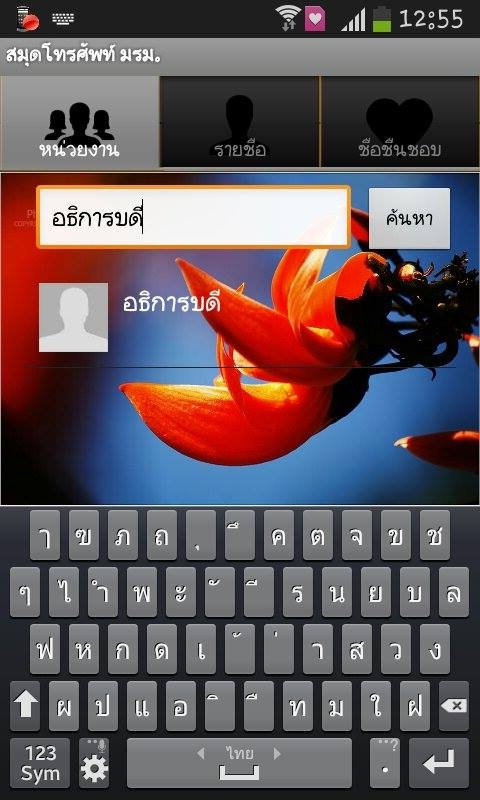 12:55
สมุดโทรศัพท์ มรม.
หน่วยงาน รายชื่อ ชื่อชื่นชอบ
อธิการบดี ค้นหา
อธิการบดี
ๅ ฃ ภ ถ ุ ึ ค ต จ ข ช
ๆ ไ ำ พ ะ ั ี ร น ย บ ล
ฟ ห ก ด เ ้ ่ า ส ว ง
ผ ป แ อ ิ ื ท ม ใ ฝ
123 Sym ไทย . ...?